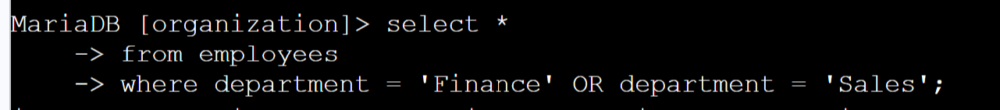 MariaDB [organization]> select *
-> from employees
-> where department = 'Finance' OR department = 'Sales';